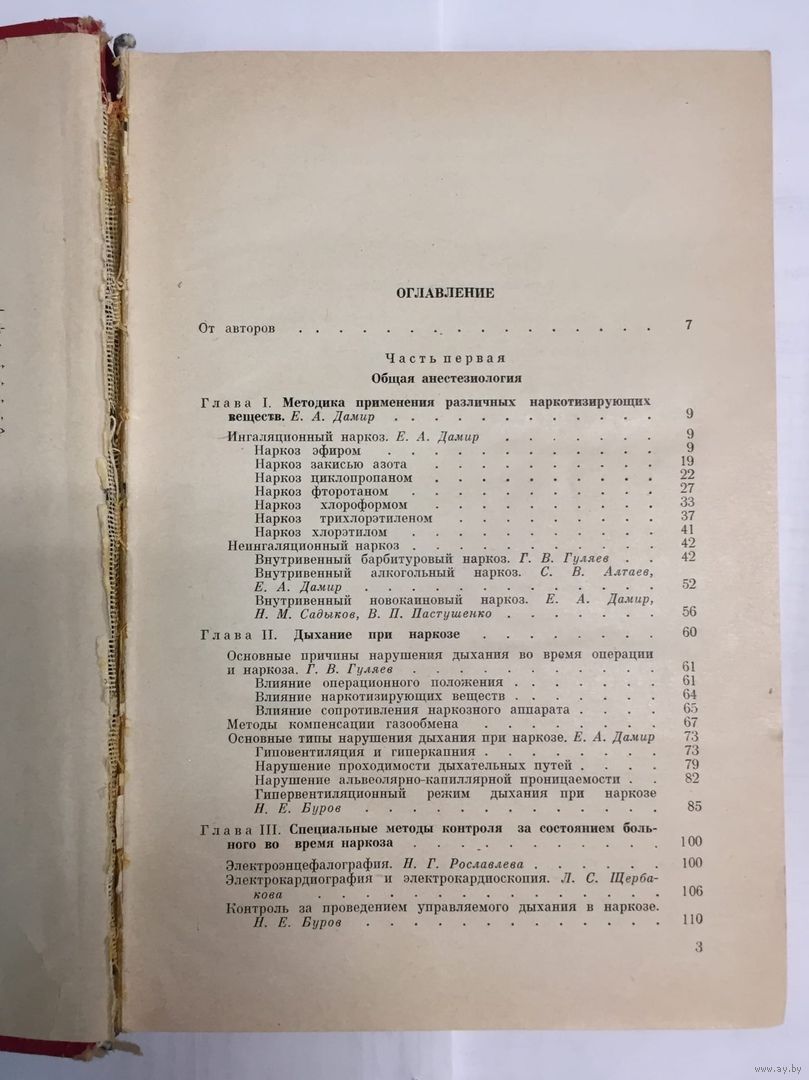 ОГЛАВЛЕНИЕ
От авторов . . . . . . . . . . . . . . . 7
Часть первая
Общая анестезиология
Глава I. Методика применения различных наркотизирующих
веществ. Е. А. Дамир . . . . . . . . . . 9
Ингаляционный наркоз. Е. А. Дамир . . . . . . 9
Наркоз эфиром . . . . . . . . . . 9
Наркоз закисью азота . . . . . . . . 19
Наркоз циклопропаном . . . . . . . . 22
Наркоз фторотаном . . . . . . . . . 27
Наркоз хлороформом . . . . . . . . 33
Наркоз трихлорэтиленом . . . . . . . 37
Наркоз хлорэтилом . . . . . . . . . . 41
Неингаляционный наркоз . . . . . . . . . 42
Внутривенный барбитуровый наркоз. Г. В. Гуляев . . 42
Внутривенный алкогольный наркоз. С. В. Алтаев,
Е. А. Дамир . . . . . . . . . . . 52
Внутривенный новокаиновый наркоз. Е. А. Дамир,
Н. М. Садыков, В. П. Пастушенко . . . . . . 56
Глава II. Дыхание при наркозе . . . . . . . 60
Основные причины нарушения дыхания во время операции
и наркоза. Г. В. Гуляев . . . . . . . . . . 61
Влияние операционного положения . . . . . . 61
Влияние наркотизирующих веществ . . . . . . 64
Влияние сопротивления наркозного аппарата . . . . 65
Методы компенсации газообмена . . . . . . . 67
Основные типы нарушения дыхания при наркозе. Е. А. Дамир 73
Гиповентиляция и гиперкапния . . . . . . . 73
Нарушение проходимости дыхательных путей . . . . 79
Нарушение альвеолярно-капиллярной проницаемости . . 82
Гипервентиляционный режим дыхания при наркозе
Н. Е. Буров . . . . . . . . . . . 85
Глава III. Специальные методы контроля за состоянием боль-
ного во время наркоза . . . . . . . . . 100
Электроэнцефалография. Н. Г. Рославлева . . . . . 100
Электрокардиография и электрокардиоскопия. Л. С. Щерба-
кова . . . . . . . . . . . . . 106
Контроль за проведением управляемого дыхания в наркозе.
Н. Е. Буров . . . . . . . . . . . 110
3
www.ay.by